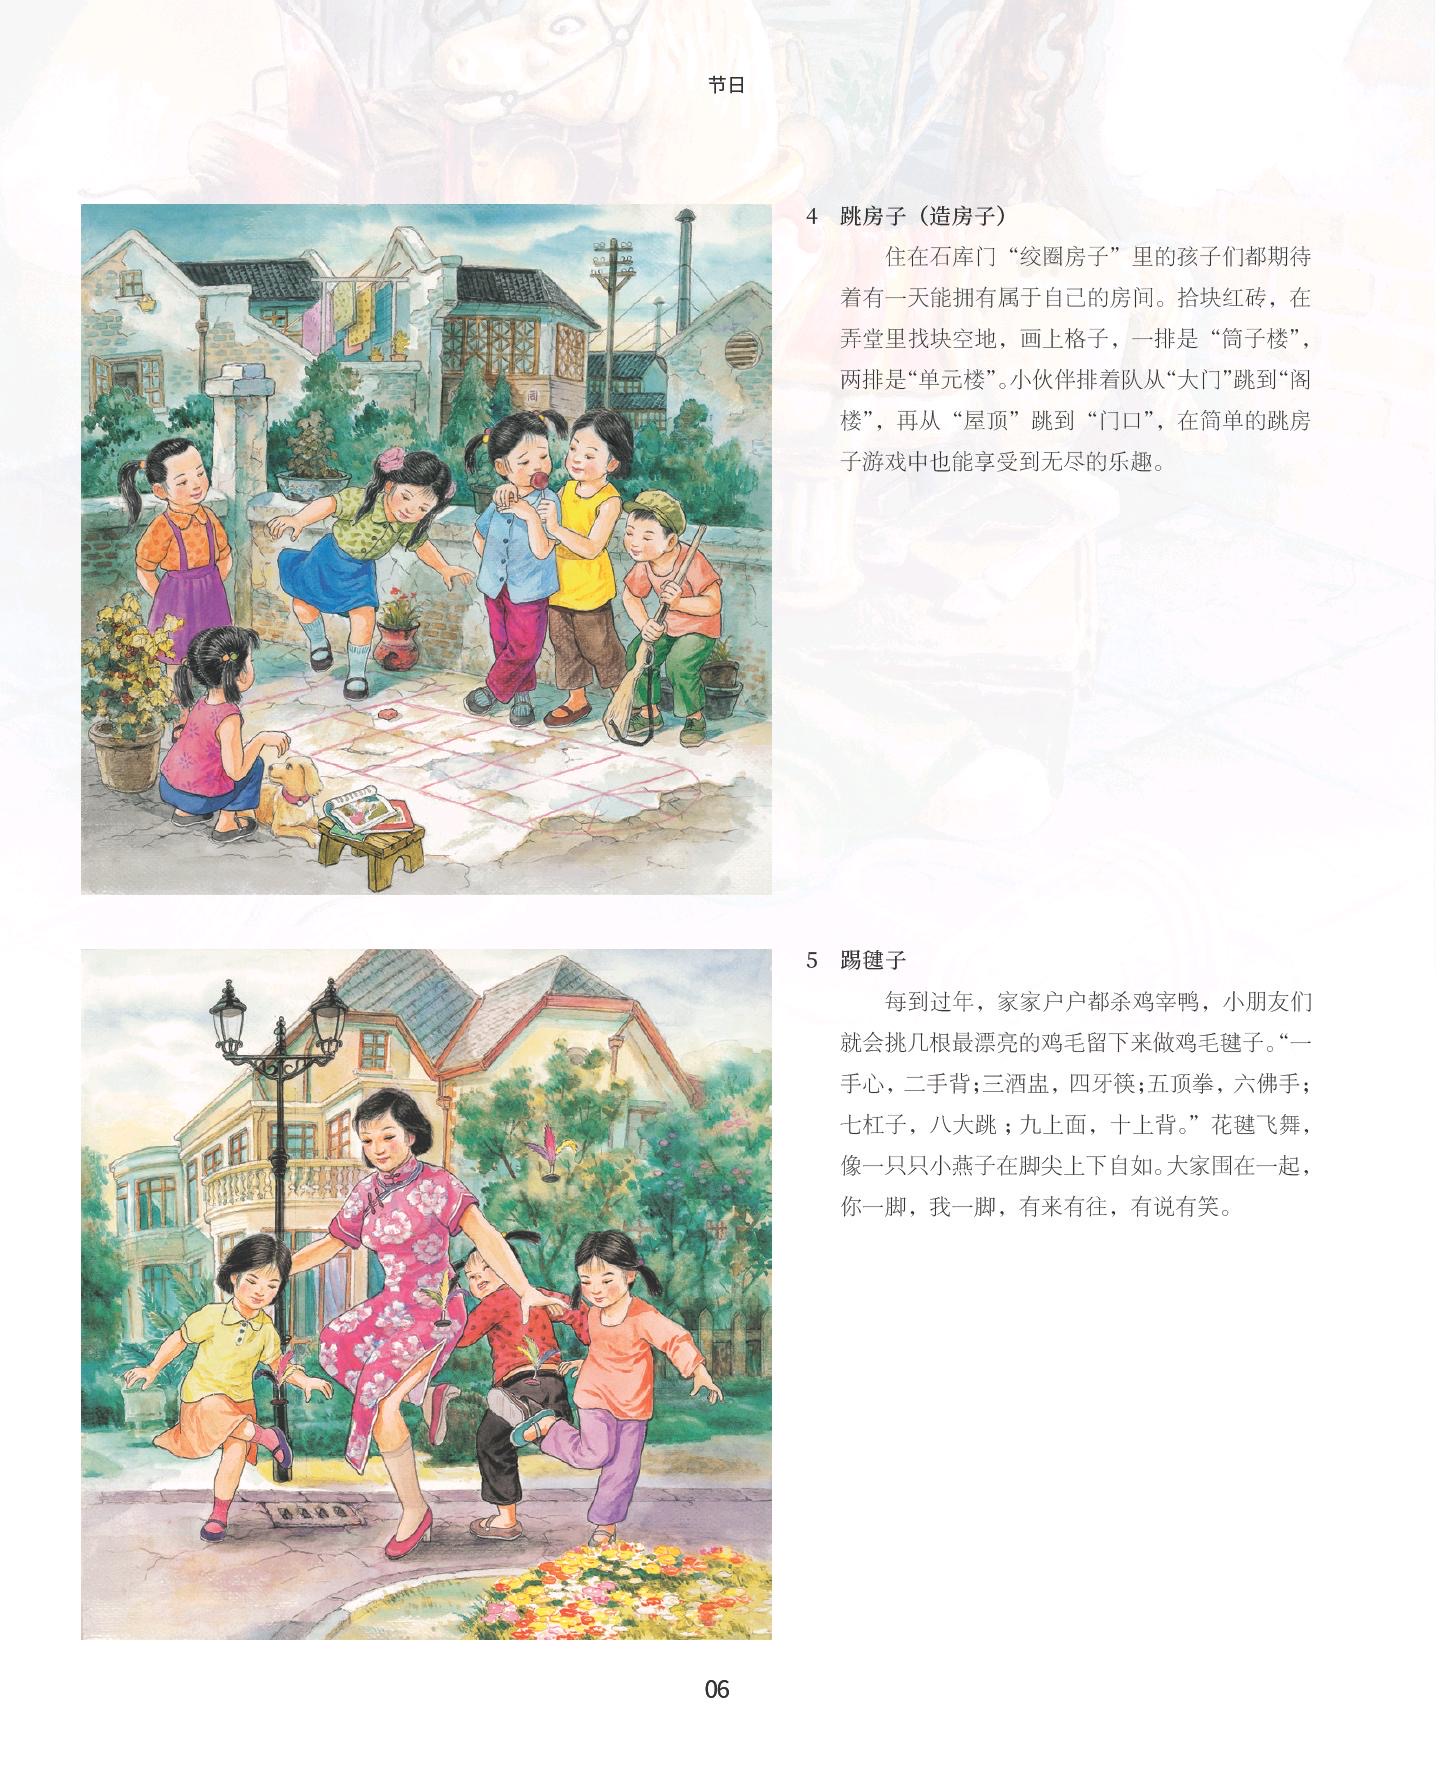 节日
4 跳房子（造房子）
住在石库门“绞圈房子”里的孩子们都期待
着有一天能拥有属于自己的房间。拾块红砖，在
弄堂里找块空地，画上格子，一排是“筒子楼”，
两排是“单元楼”。小伙伴排着队从“大门”跳到“阁
楼”，再从“屋顶”跳到“门口”，在简单的跳房
子游戏中也能享受到无尽的乐趣。
5 踢毽子
每到过年，家家户户都杀鸡宰鸭，小朋友们
就会挑几根最漂亮的鸡毛留下来做鸡毛毽子。“一
手心，二手背；三酒盅，四牙筷；五顶拳，六佛手；
七杠子，八大跳；九上面，十上背。”花毽飞舞，
像一只只小燕子在脚尖上下自如。大家围在一起，
你一脚，我一脚，有来有往，有说有笑。
06